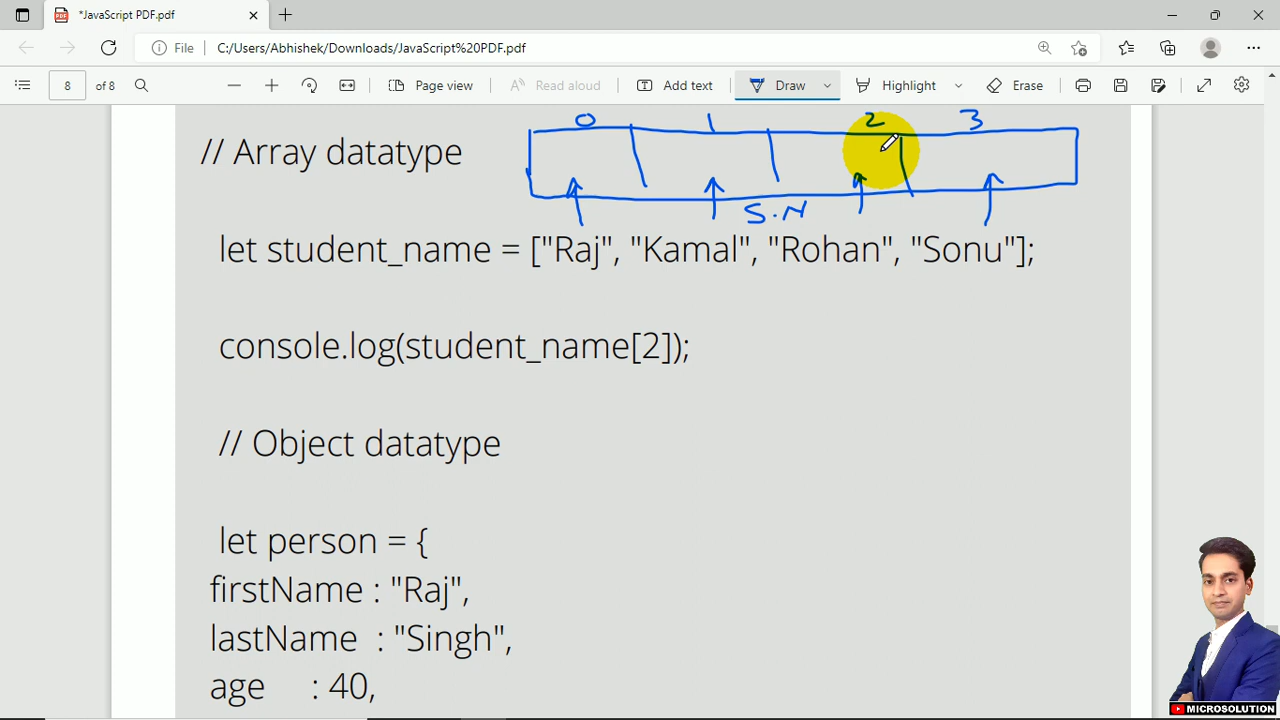 *JavaScript PDF.pdf
File C:/Users/Abhishek/Downloads/JavaScript%20PDF.pdf
8 of 8 Page view Read aloud Add text Draw Highlight Erase
0 1 2 3
// Array datatype
S.N
let student_name = ["Raj", "Kamal", "Rohan", "Sonu"];
console.log(student_name[2]);
// Object datatype
let person = {
firstName : "Raj",
lastName : "Singh",
age : 40,
MICROSOLUTION